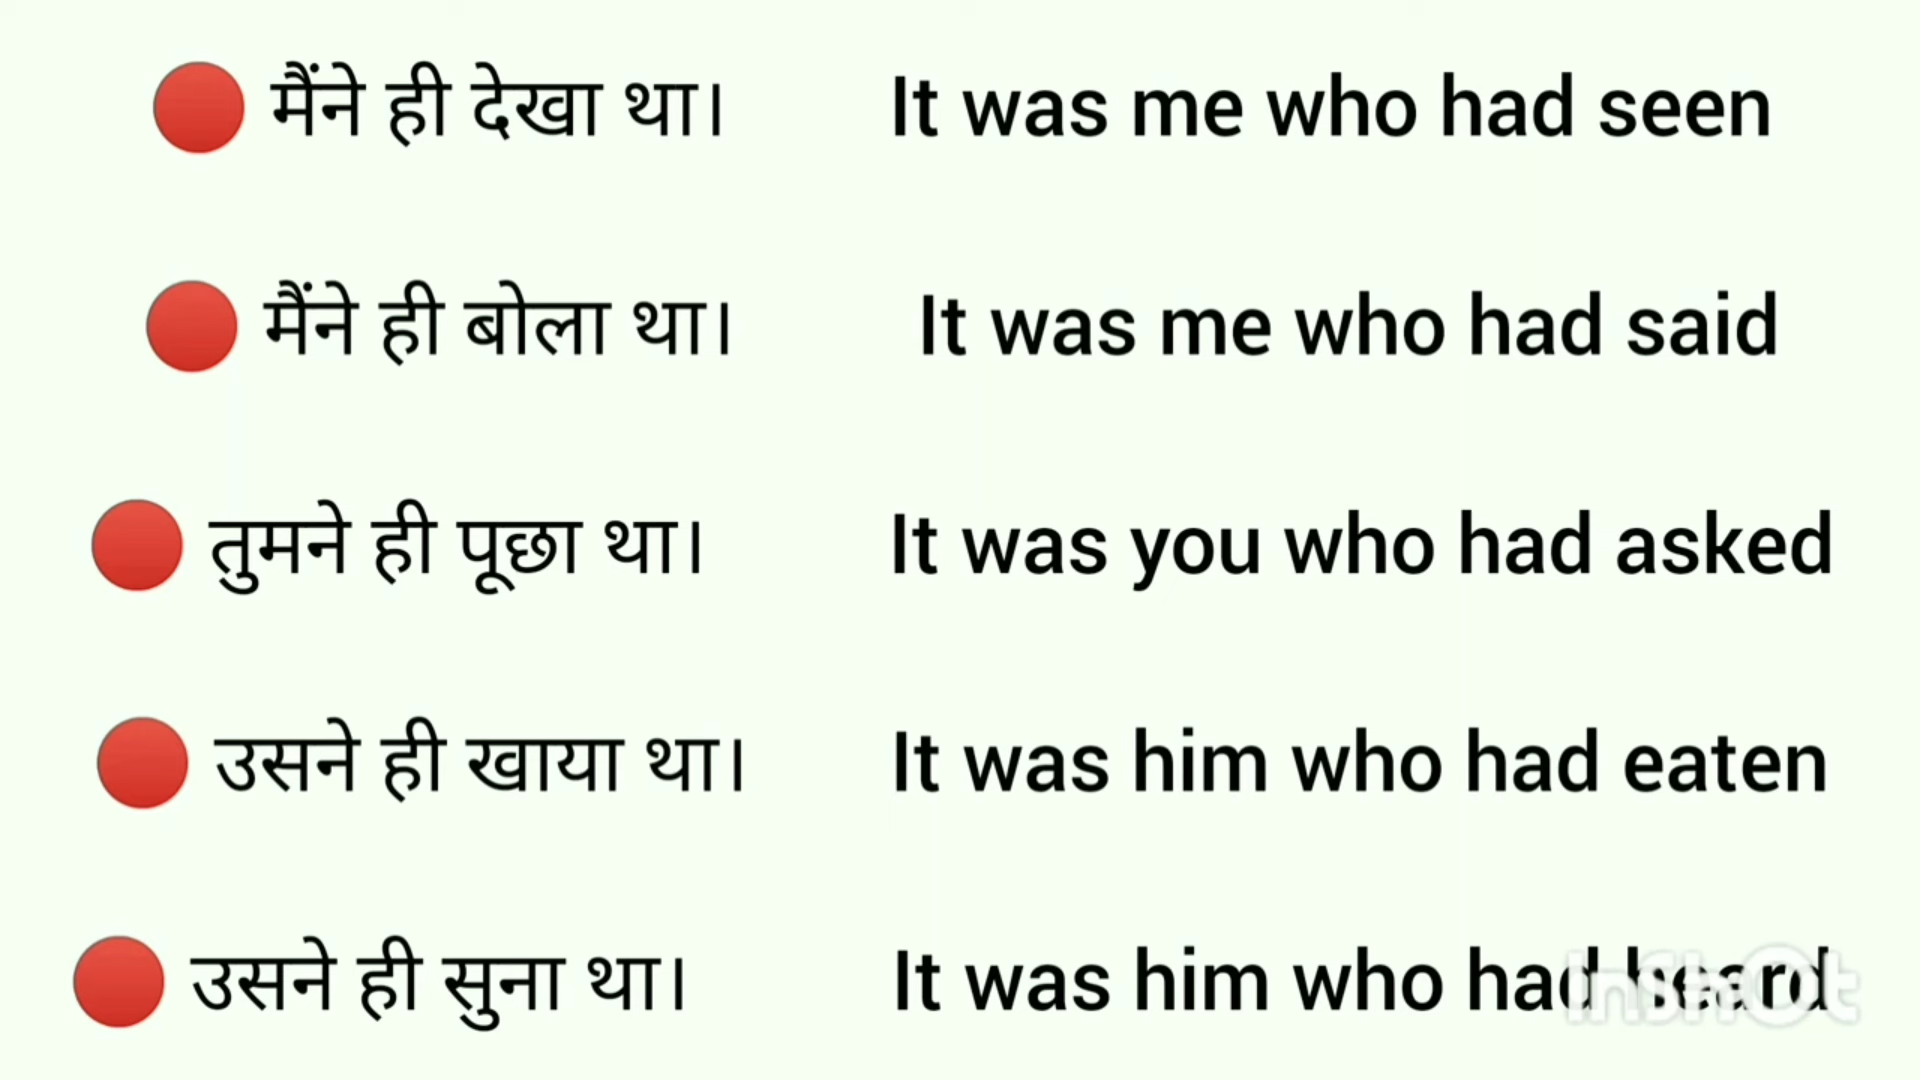 मैंने ही देखा था। It was me who had seen
मैंने ही बोला था। It was me who had said
तुमने ही पूछा था। It was you who had asked
उसने ही खाया था। It was him who had eaten
उसने ही सुना था। It was him who had heard
InShOt